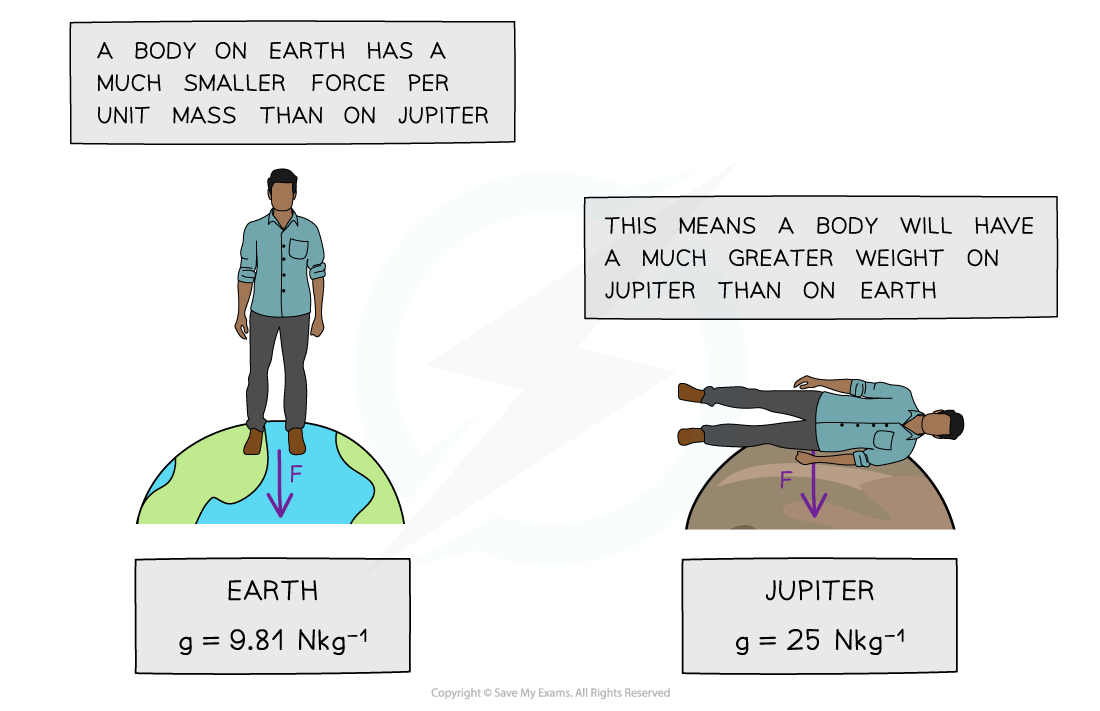 A BODY ON EARTH HAS A
MUCH SMALLER FORCE PER
UNIT MASS THAN ON JUPITER
THIS MEANS A BODY WILL HAVE
A MUCH GREATER WEIGHT ON
JUPITER THAN ON EARTH
F
F
EARTH
g = 9.81 Nkg⁻¹
JUPITER
g = 25 Nkg⁻¹
Copyright © Save My Exams. All Rights Reserved